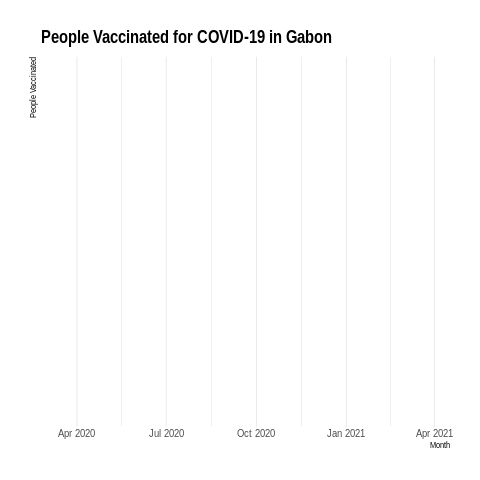 People Vaccinated for COVID-19 in Gabon
People Vaccinated
Apr 2020 Jul 2020 Oct 2020 Jan 2021 Apr 2021
Month